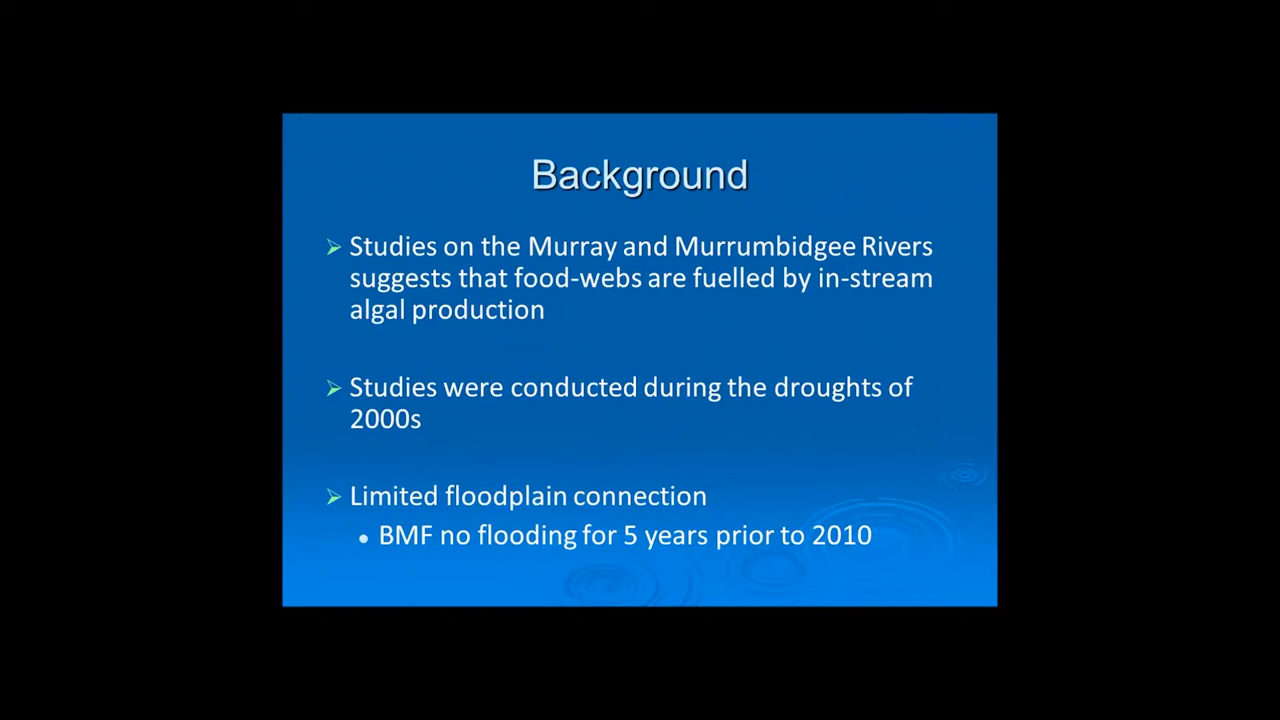 Background
Studies on the Murray and Murrumbidgee Rivers
suggests that food-webs are fuelled by in-stream
algal production
Studies were conducted during the droughts of
2000s
Limited floodplain connection
BMF no flooding for 5 years prior to 2010